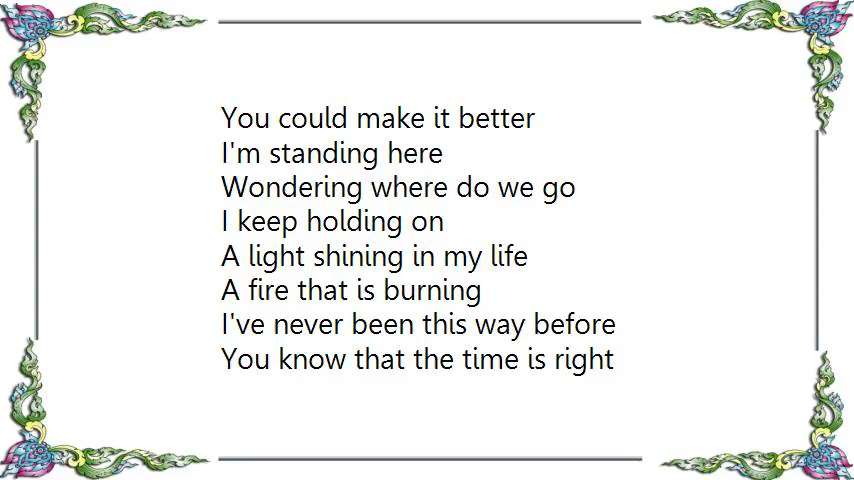 You could make it better
I'm standing here
Wondering where do we go
I keep holding on
A light shining in my life
A fire that is burning
I've never been this way before
You know that the time is right